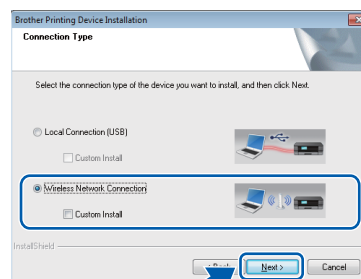 Brother Printing Device Installation
Connection Type
Select the connection type of the device you want to install, and then click Next.
Local Connection (USB)
Custom Install
Wireless Network Connection
Custom Install
InstallShield
Next >
Cancel